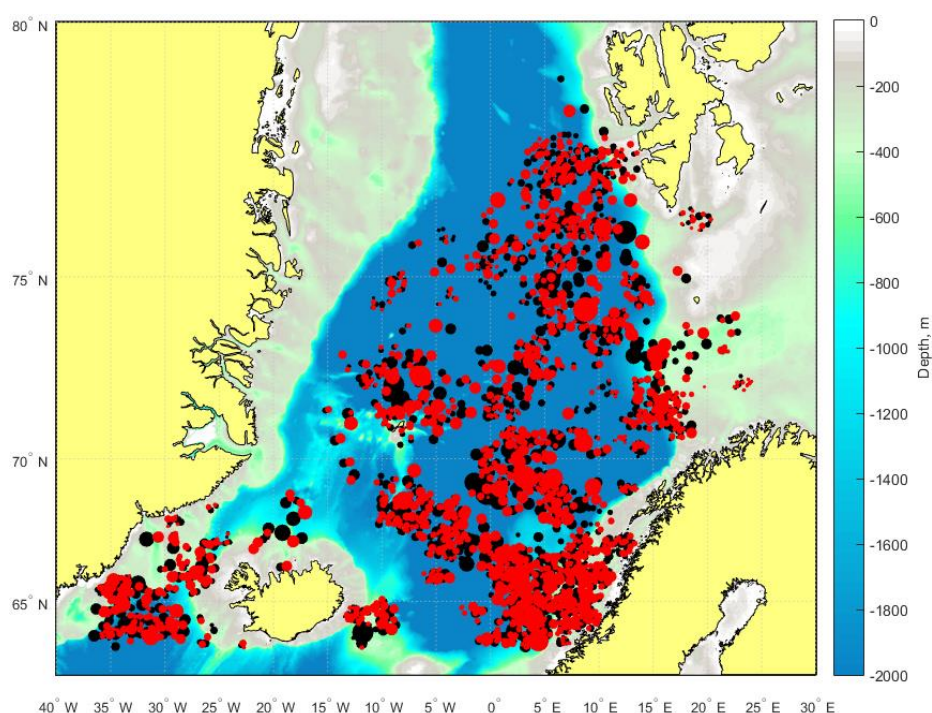 80° N
75° N
70° N
65° N
40° W
35° W
30° W
25° W
20° W
15° W
10° W
5° W
0° E
5° E
10° E
15° E
20° E
25° E
30° E
0
-200
-400
-600
-800
-1000
-1200
-1400
-1600
-1800
-2000
Depth, m